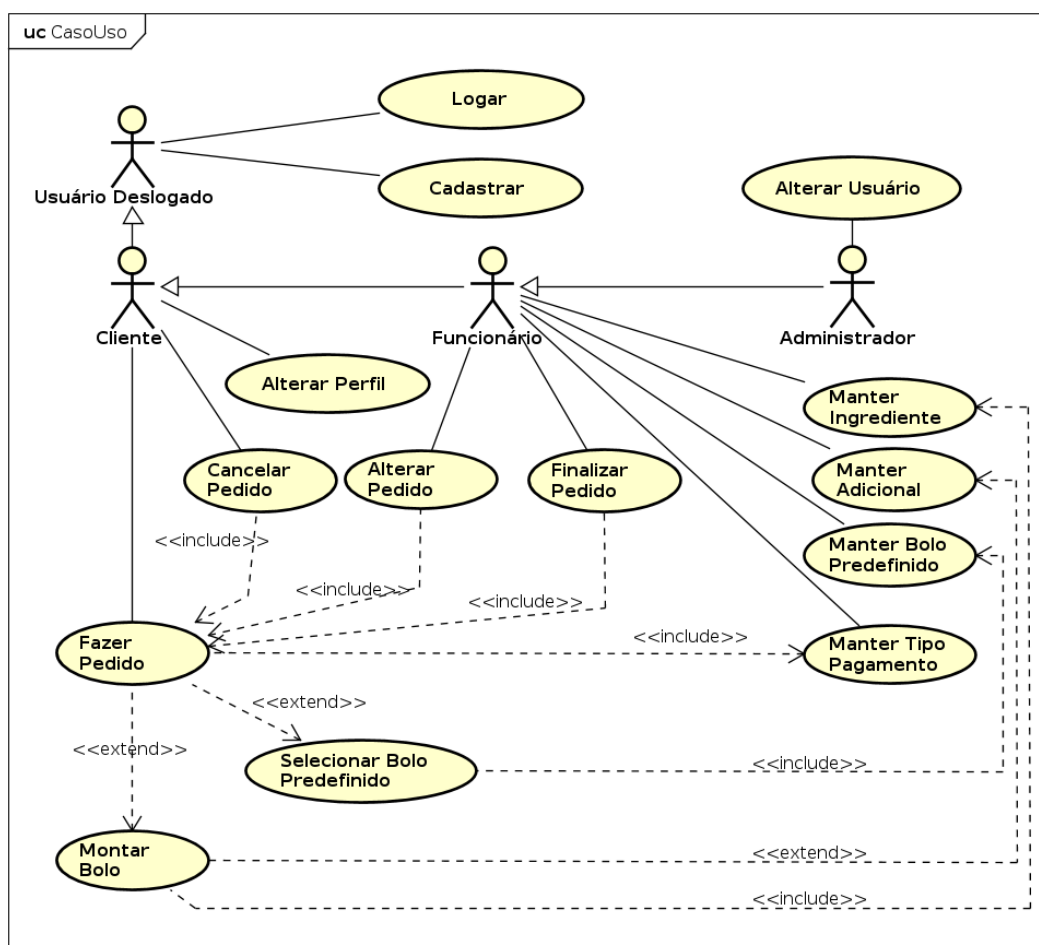 uc CasoUso
Logar
Cadastrar
Usuário Deslogado
Alterar Usuário
Cliente
Funcionário
Administrador
Alterar Perfil
Manter
Ingrediente
Cancelar
Pedido
Alterar
Pedido
Finalizar
Pedido
Manter
Adicional
Manter Bolo
Predefinido
<<include>>
<<include>>
<<include>>
Fazer
Pedido
<<include>>
Manter Tipo
Pagamento
<<extend>>
<<extend>>
Selecionar Bolo
Predefinido
<<include>>
Montar
Bolo
<<extend>>
<<include>>